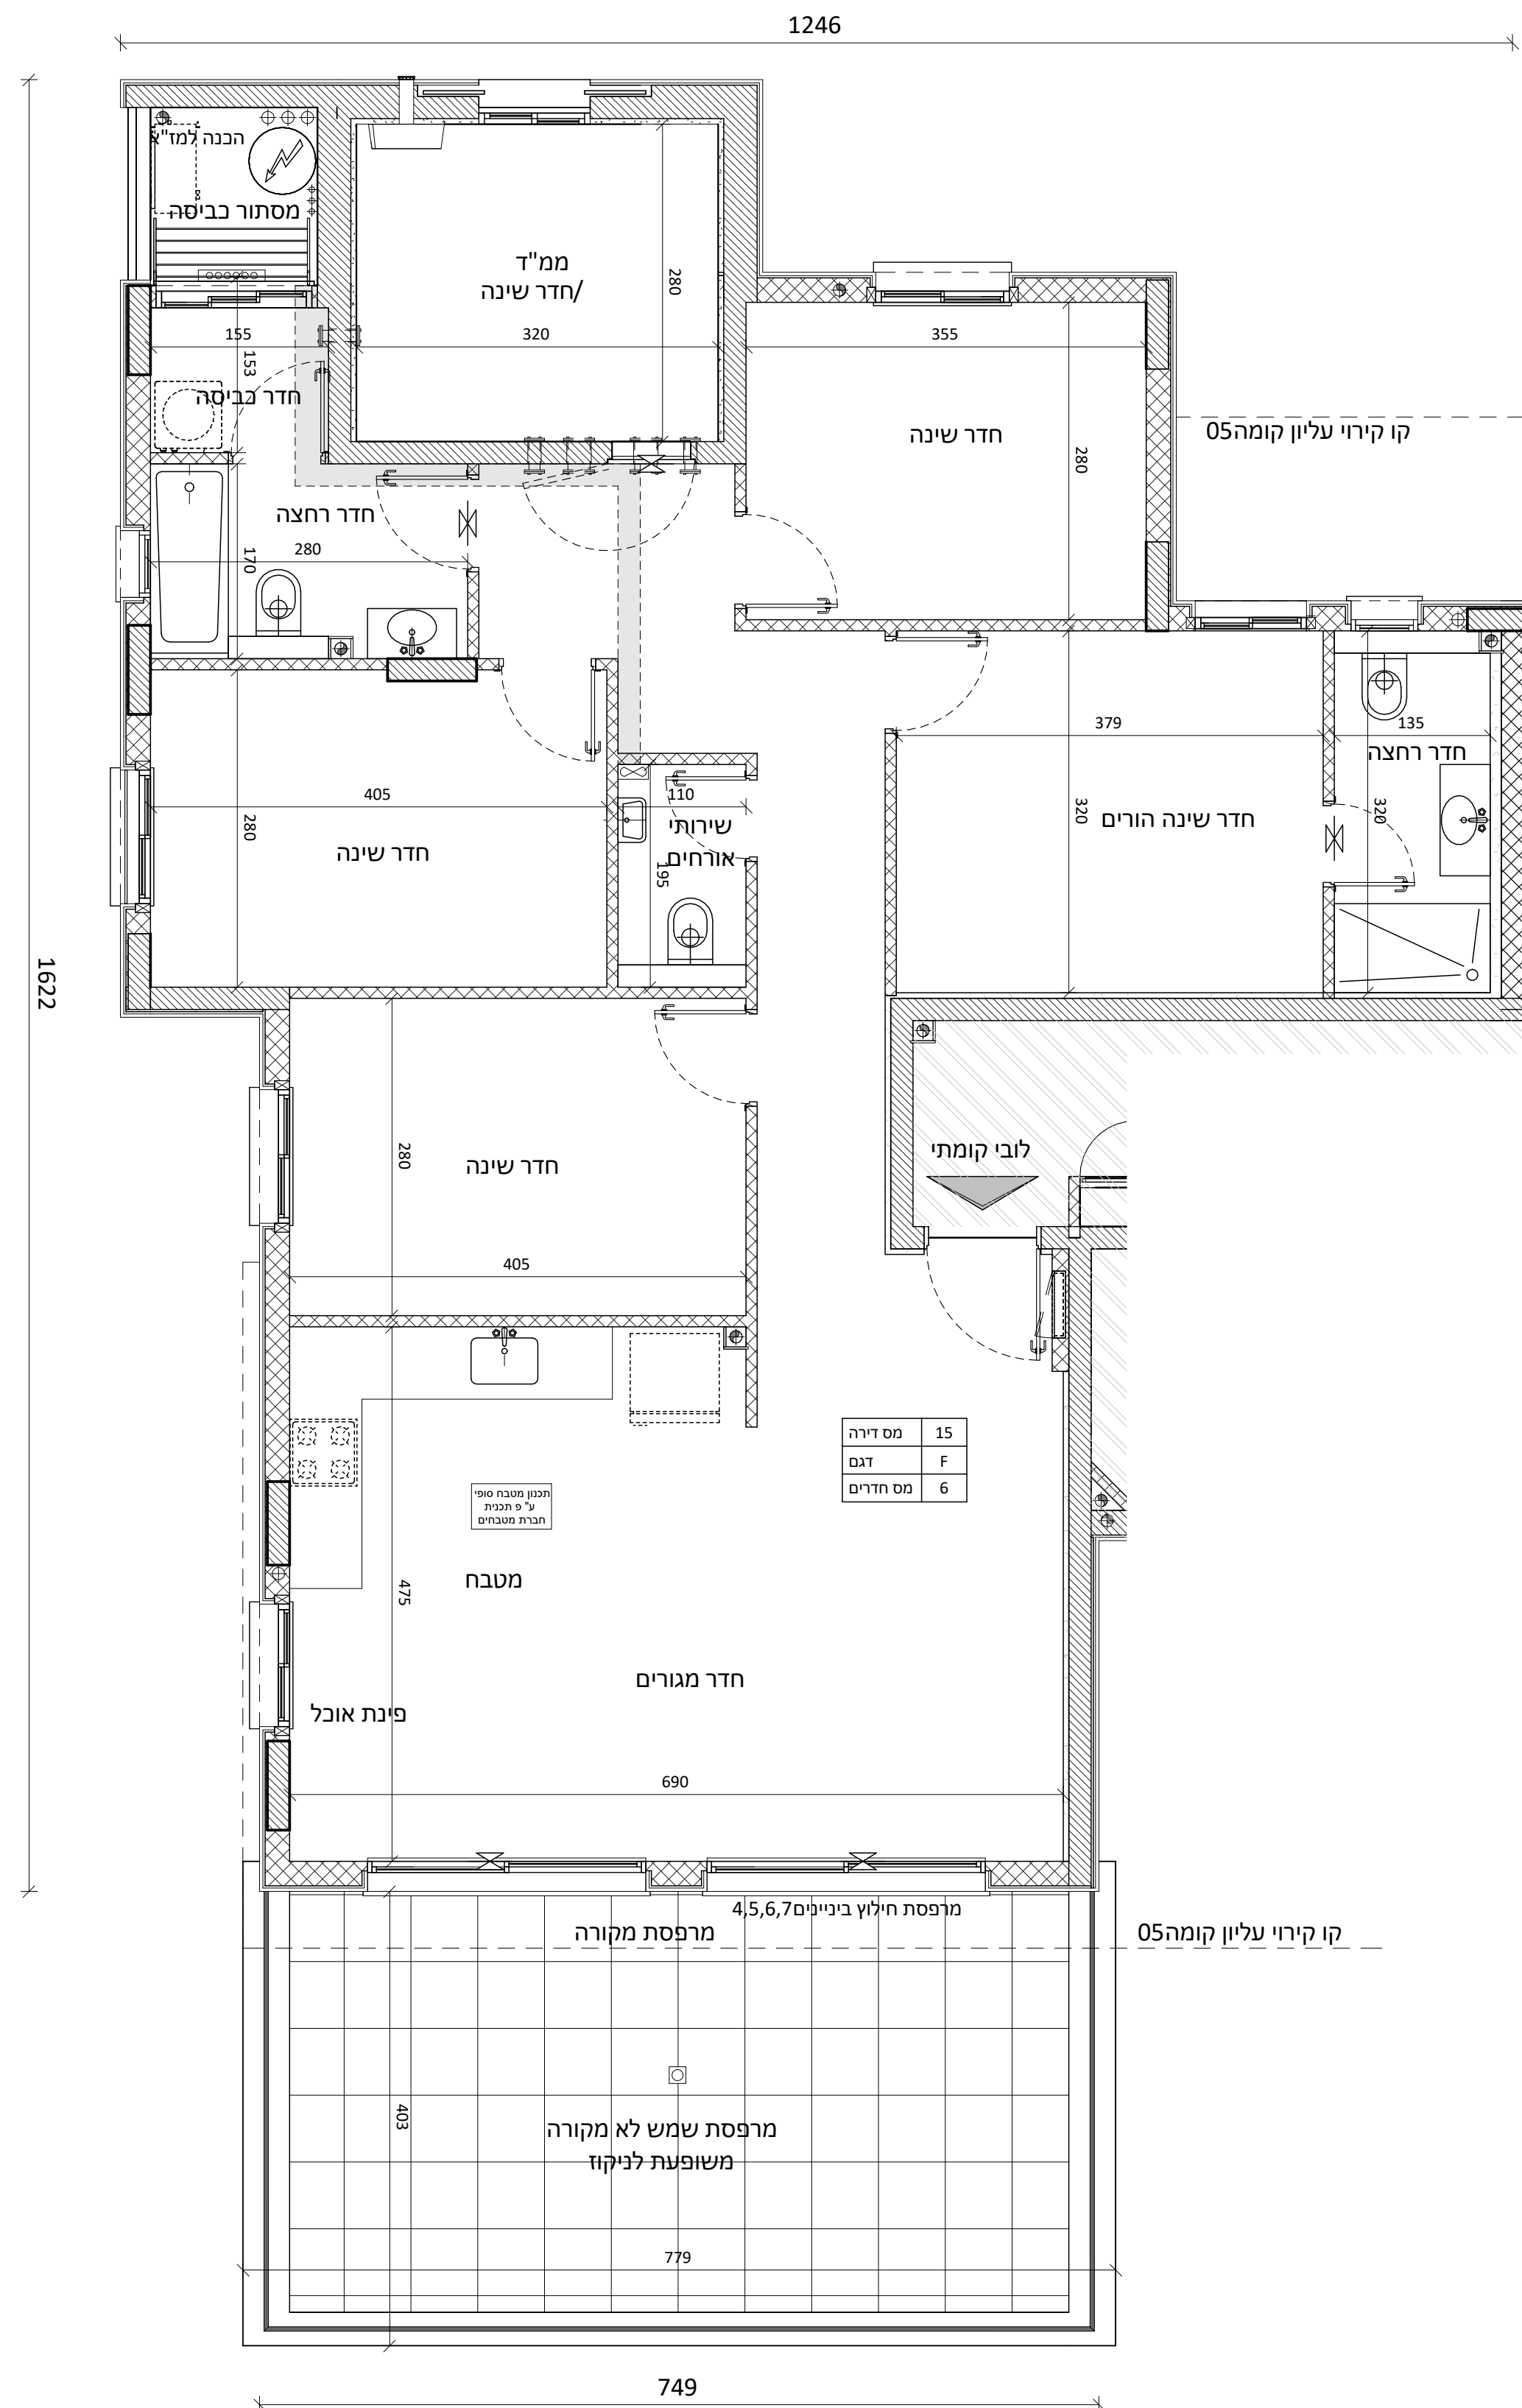 1246
הכנה למז"א
מסתור כביסה
ממ"ד
/חדר שינה
280
320
155
153
חדר כביסה
355
חדר שינה
280
קו קירוי עליון קומה05
חדר רחצה
280
170
379
135
חדר רחצה
320
חדר שינה הורים
320
405
280
חדר שינה
110
שירותי
אורחים
195
1622
280
חדר שינה
405
לובי קומתי
מס דירה 15
דגם F
מס חדרים 6
תכנון מטבח סופי
ע" פ תכנית
חברת מטבחים
מטבח
475
חדר מגורים
פינת אוכל
690
מרפסת חילוץ ביניינים4,5,6,7
מרפסת מקורה
קו קירוי עליון קומה05
403
מרפסת שמש לא מקורה
משופעת לניקוז
779
749